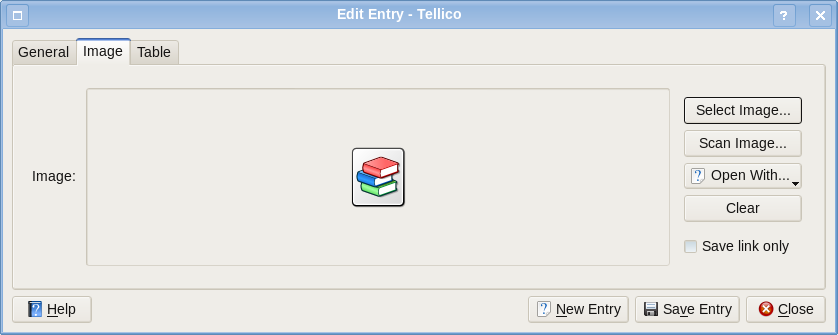 Edit Entry - Tellico
?
General
Image
Table
Image:
Select Image...
Scan Image...
? Open With...
Clear
Save link only
? Help
? New Entry
Save Entry
Close